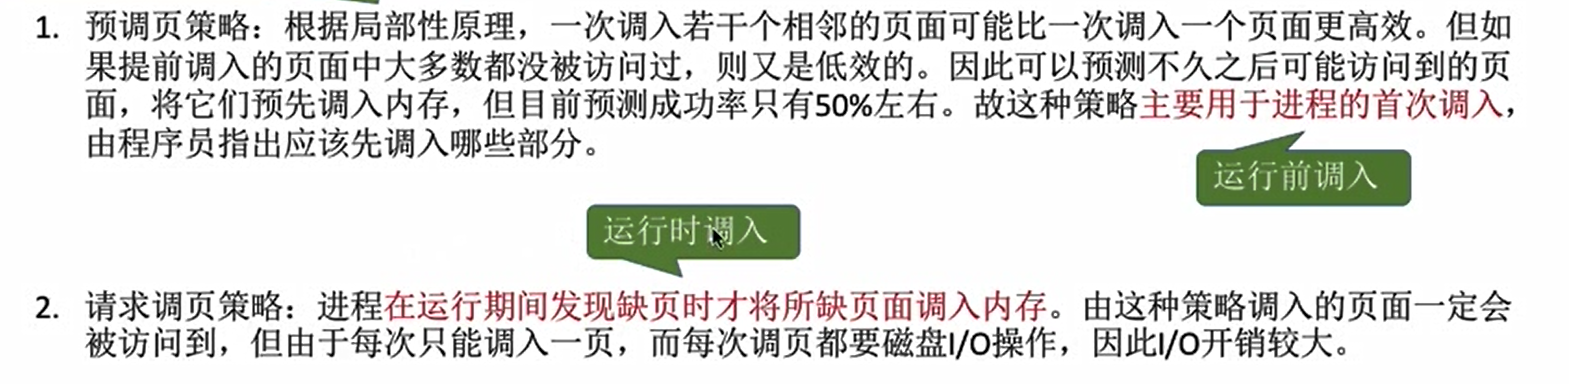 1. 预调页策略：根据局部性原理，一次调入若干个相邻的页面可能比一次调入一个页面更高效。但如
果提前调入的页面中大多数都没被访问过，则又是低效的。因此可以预测不久之后可能访问到的页
面，将它们预先调入内存，但目前预测成功率只有50%左右。故这种策略主要用于进程的首次调入，
由程序员指出应该先调入哪些部分。
运行前调入
运行时调入
2. 请求调页策略：进程在运行期间发现缺页时才将所缺页面调入内存。由这种策略调入的页面一定会
被访问到，但由于每次只能调入一页，而每次调页都要磁盘I/O操作，因此I/O开销较大。